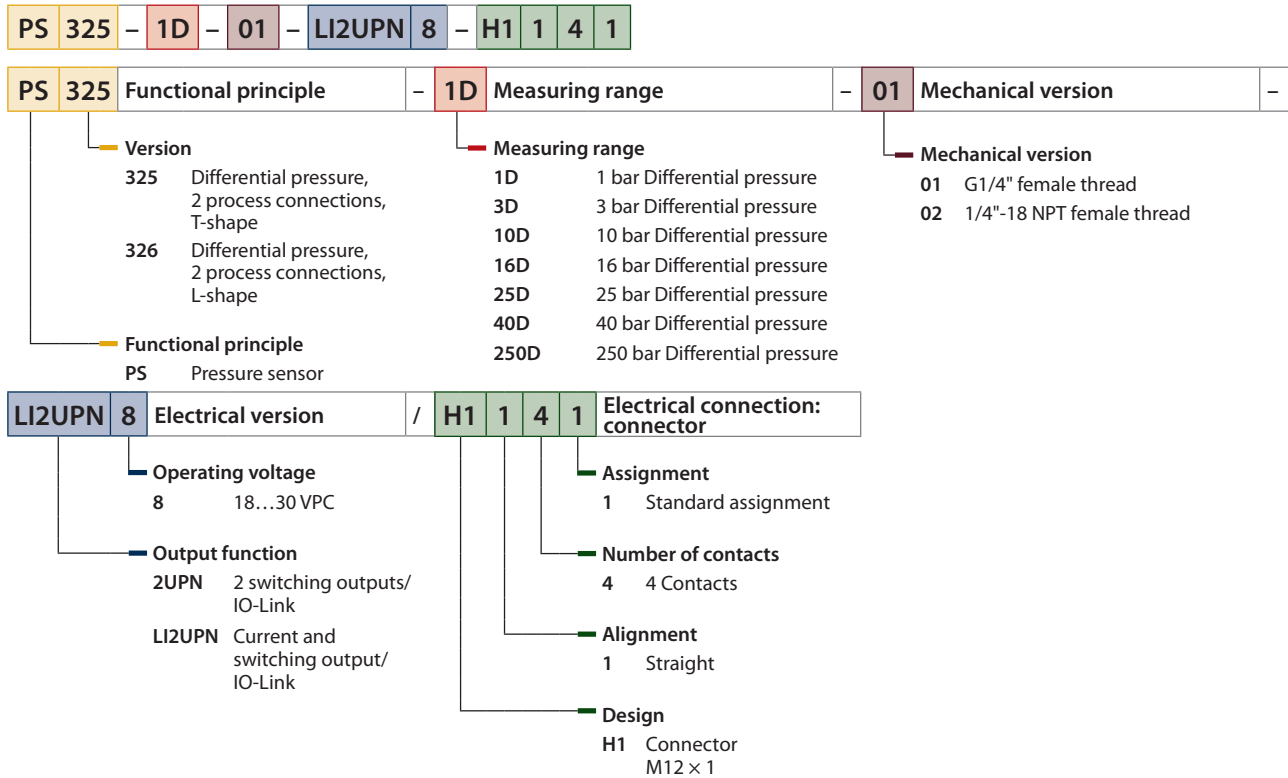 PS 325 – 1D – 01 – LI2UPN 8 – H1 1 4 1
PS 325 Functional principle – 1D Measuring range – 01 Mechanical version –
Version
325 Differential pressure,
2 process connections,
T-shape
326 Differential pressure,
2 process connections,
L-shape
Functional principle
PS Pressure sensor
Measuring range
1D 1 bar Differential pressure
3D 3 bar Differential pressure
10D 10 bar Differential pressure
16D 16 bar Differential pressure
25D 25 bar Differential pressure
40D 40 bar Differential pressure
250D 250 bar Differential pressure
Mechanical version
01 G1/4" female thread
02 1/4"-18 NPT female thread
LI2UPN 8 Electrical version / H1 1 4 1 Electrical connection:
connector
Operating voltage
8 18…30 VPC
Output function
2UPN 2 switching outputs/
IO-Link
LI2UPN Current and
switching output/
IO-Link
Assignment
1 Standard assignment
Number of contacts
4 4 Contacts
Alignment
1 Straight
Design
H1 Connector
M12 × 1